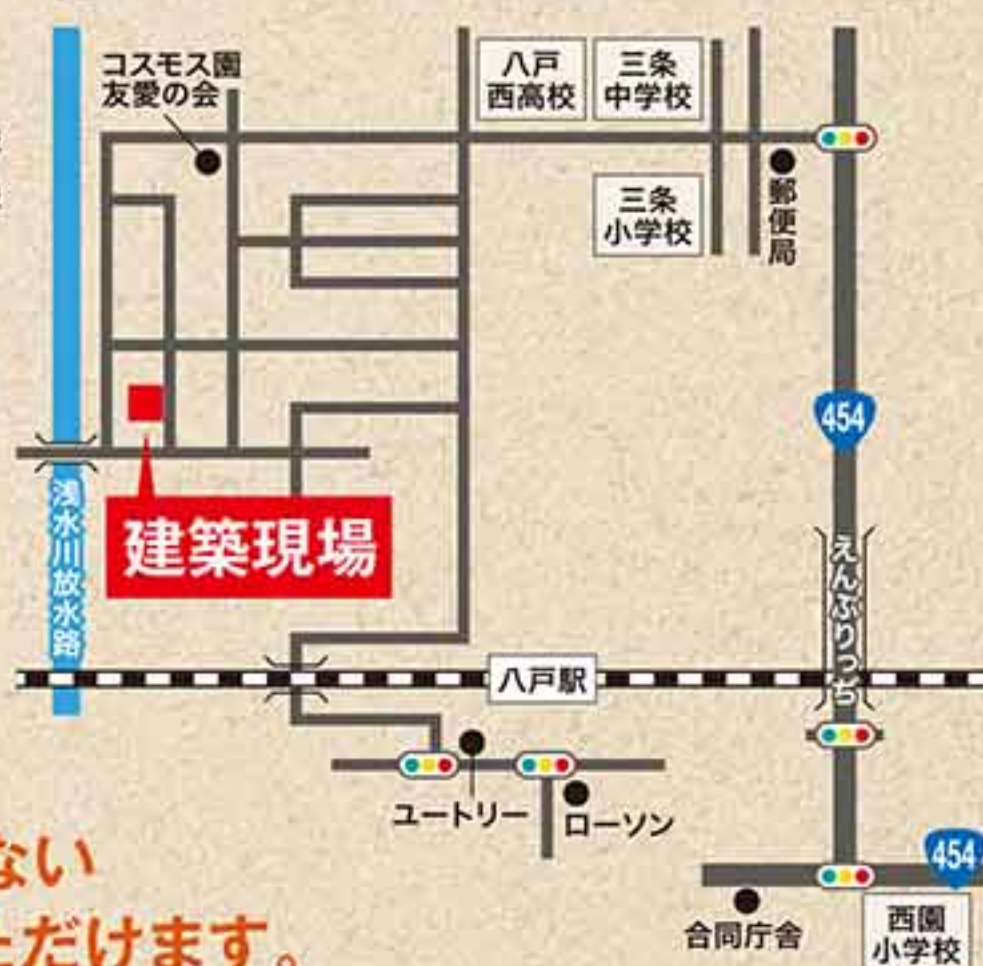 コスモス園
友愛の会
八戸
西高校
三条
中学校
三条
小学校
郵便局
454
建築現場
浅水川放水路
えんぶりっち
八戸駅
ユートリー
ローソン
ない
ただけます。
454
合同庁舎
西園
小学校